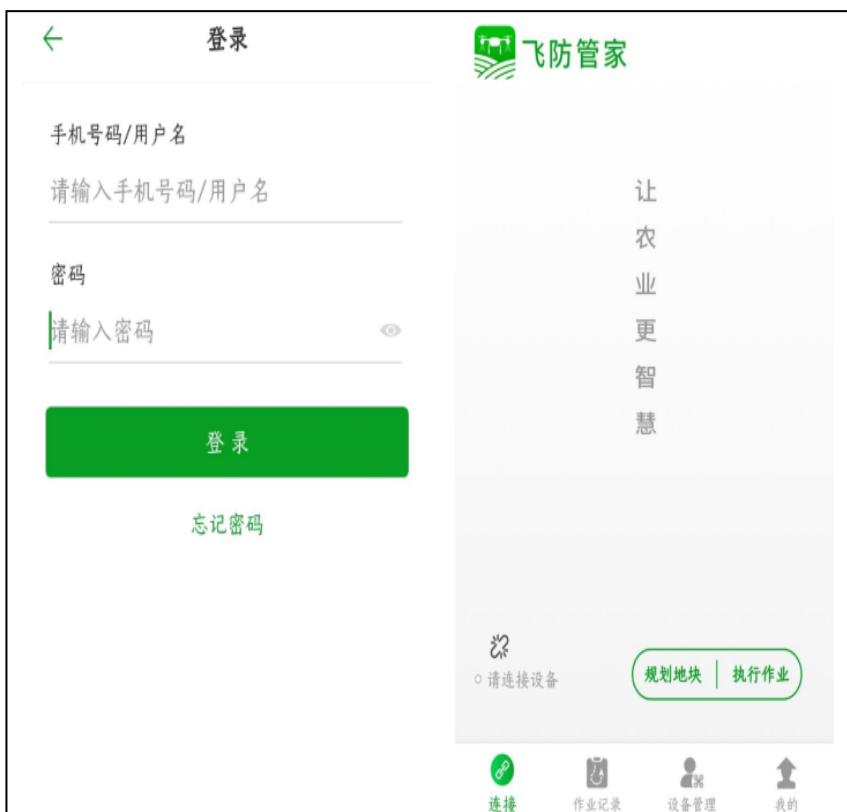 登录
手机号码/用户名
请输入手机号码/用户名
密码
请输入密码
登录
忘记密码
飞防管家
让
农
业
更
智
慧
请连接设备
规划地块 | 执行作业
连接
作业记录
设备管理
我的